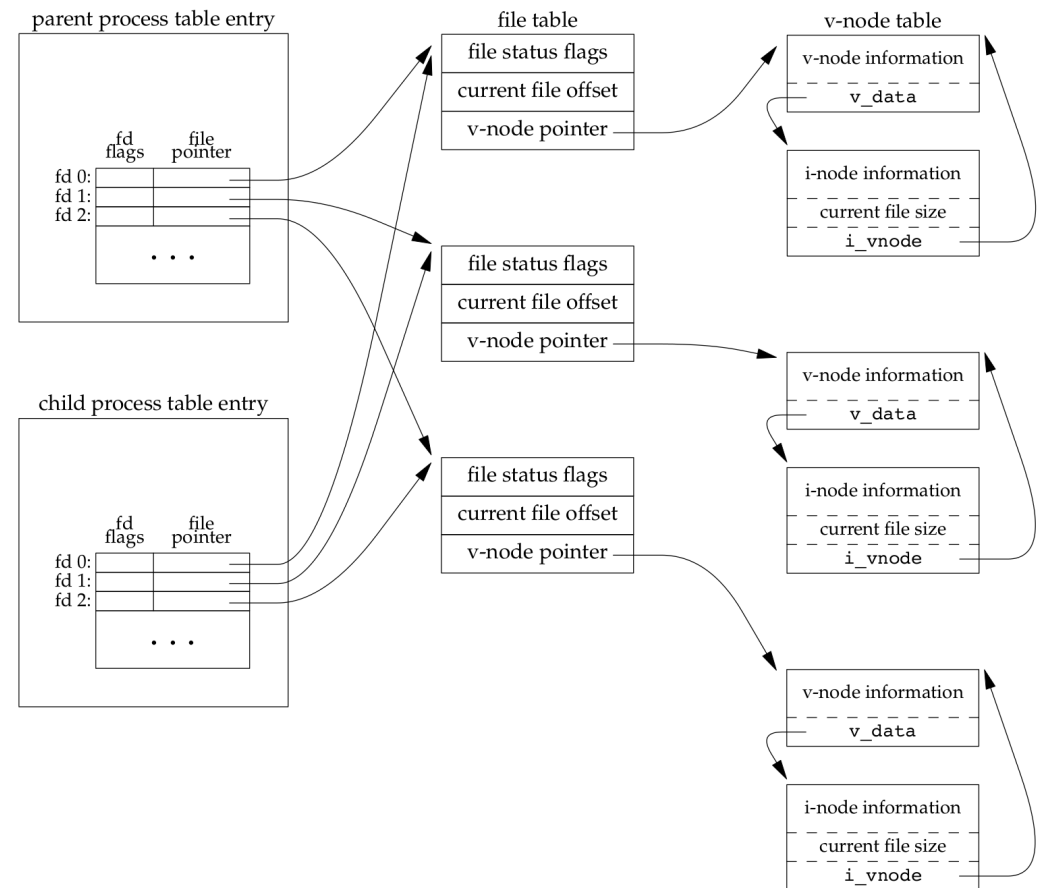 parent process table entry
fd
flags
file
pointer
fd 0:
fd 1:
fd 2:
. . .
child process table entry
fd
flags
file
pointer
fd 0:
fd 1:
fd 2:
. . .
file table
file status flags
current file offset
v-node pointer
file status flags
current file offset
v-node pointer
file status flags
current file offset
v-node pointer
v-node table
v-node information
v_data
i-node information
current file size
i_vnode
v-node information
v_data
i-node information
current file size
i_vnode
v-node information
v_data
i-node information
current file size
i_vnode